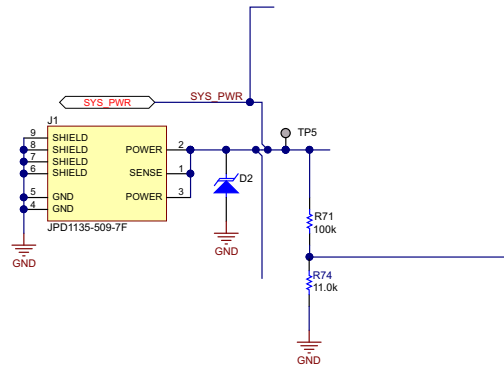 SYS_PWR
SYS_PWR
J1
TP5
9 SHIELD
8 SHIELD POWER 2
7 SHIELD
6 SHIELD SENSE 1
D2
5 GND POWER 3
4 GND
R71
100k
JPD1135-509-7F
GND
GND
R74
11.0k
GND